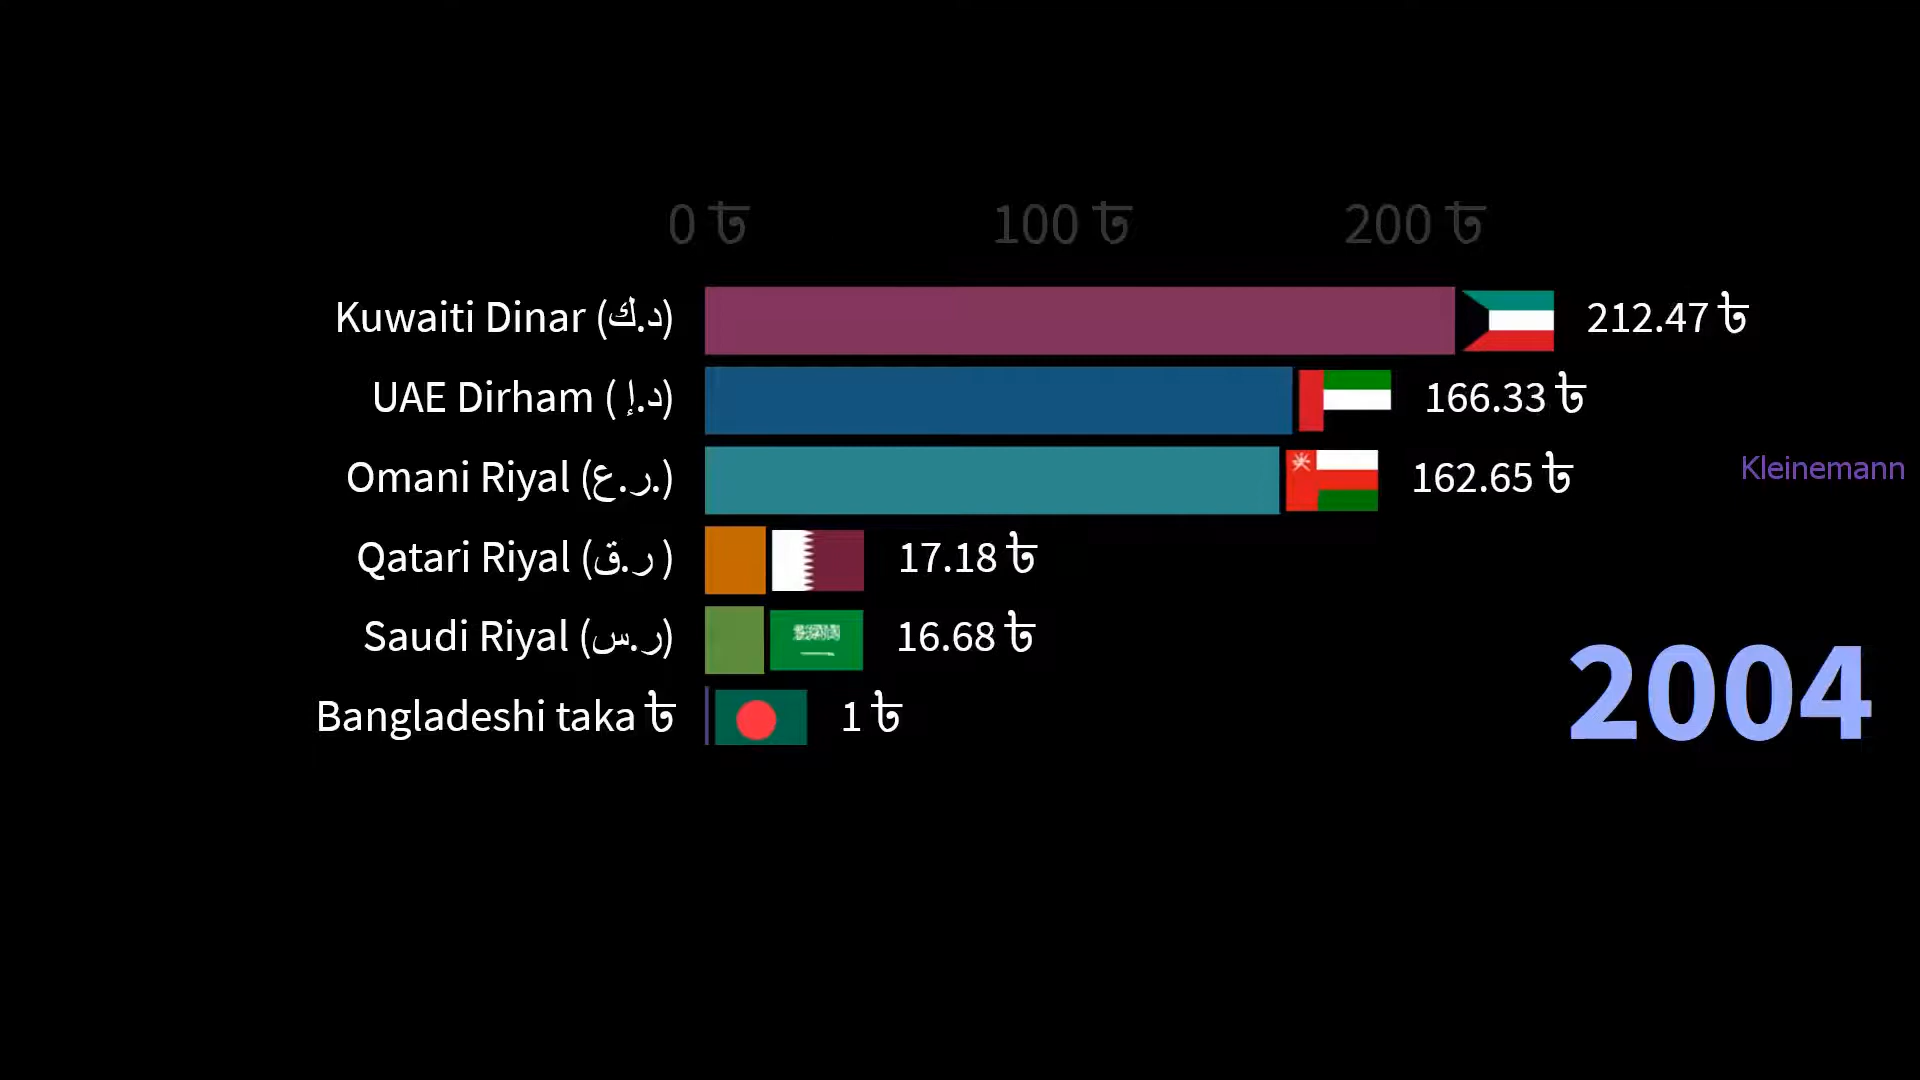 0 ৳ 100 ৳ 200 ৳
Kuwaiti Dinar (د.ك) 212.47 ৳
UAE Dirham ( د.إ) 166.33 ৳
Omani Riyal (ر.ع.) 162.65 ৳
Kleinemann
Qatari Riyal (ر.ق ) 17.18 ৳
Saudi Riyal (ر.س) 16.68 ৳
2004
Bangladeshi taka ৳ 1 ৳